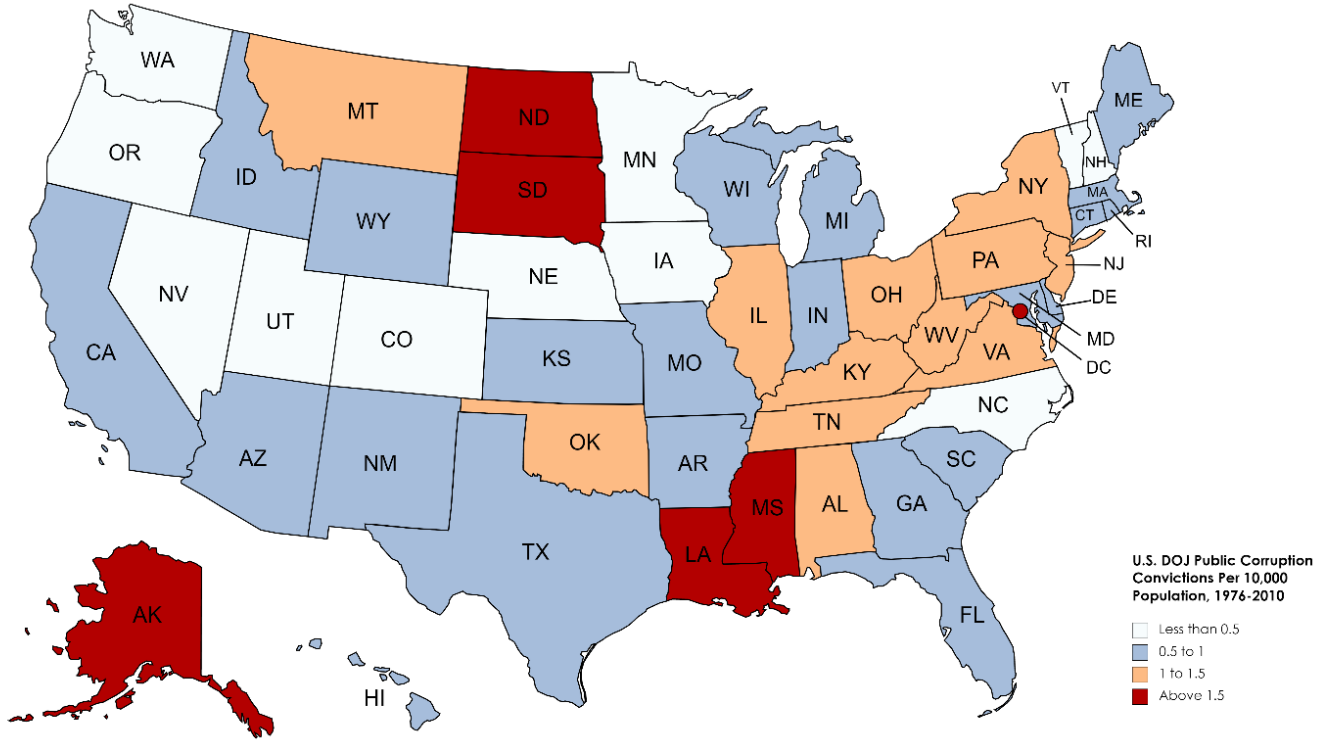 WA
OR
ID
MT
ND
SD
MN
WY
WI
MI
VT
ME
NH
NY
MA
CT
RI
NV
UT
CO
NE
IA
PA
NJ
CA
KS
MO
IL
IN
OH
WV
VA
DE
MD
DC
KY
NC
TN
AZ
NM
OK
AR
SC
TX
LA
MS
AL
GA
FL
AK
HI
U.S. DOJ Public Corruption
Convictions Per 10,000
Population, 1976-2010
Less than 0.5
0.5 to 1
1 to 1.5
Above 1.5